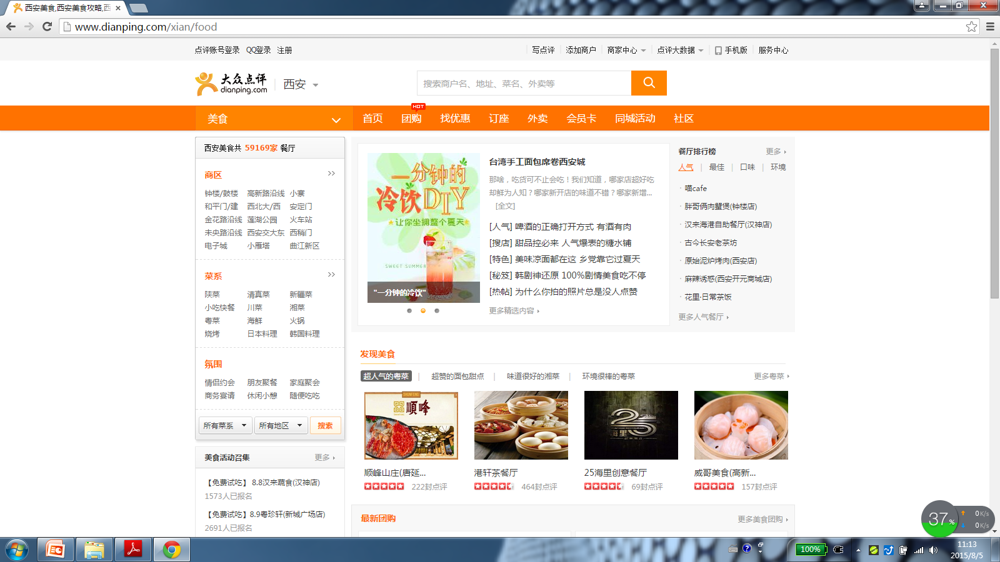 西安美食,西安美食攻略,西
www.dianping.com/xian/food
点评账号登录 QQ登录 注册
写点评 添加商户 商家中心 点评大数据 手机版 服务中心
大众点评
dianping.com
西安
搜索商户名、地址、菜名、外卖等
HOT
美食 首页 团购 找优惠 订座 外卖 会员卡 同城活动 社区
西安美食共 59169家 餐厅
商区 >>
钟楼/鼓楼 高新路沿线 小寨
和平门/建 西北大/西 安定门
金花路沿线 莲湖公园 火车站
未央路沿线 西安交大东 西稍门
电子城 小雁塔 曲江新区
菜系 >>
陕菜 清真菜 新疆菜
小吃快餐 川菜 湘菜
粤菜 海鲜 火锅
烧烤 日本料理 韩国料理
氛围
情侣约会 朋友聚餐 家庭聚会
商务宴请 休闲小憩 随便吃吃
所有菜系 所有地区 搜索
美食活动召集 更多
【免费试吃】 8.8汉来蔬食(汉神店)
1573人已报名
【免费试吃】8.9粤珍轩(新城广场店)
2691人已报名
一分钟的
冷饮DIY
让你坐拥整个夏天
SWEET SUMMER
"一分钟的冷饮"
台湾手工面包席卷西安城
那啥，吃货可不止会吃！我们知道，哪家店超好吃
却鲜为人知？哪家新开店的味道不错？哪家新增...
[全文]
[人气] 啤酒的正确打开方式 有酒有肉
[搜店] 甜品控必来 人气爆表的糖水铺
[特色] 美味凉面都在这 乡党靠它过夏天
[秘笈] 韩剧神还原 100%剧情美食吃不停
[热帖] 为什么你拍的照片总是没人点赞
更多精选内容
餐厅排行榜 更多
人气 | 最佳 | 口味 | 环境
喵cafe
胖哥俩肉蟹煲(钟楼店)
汉来海港自助餐厅(汉神店)
古今长安老茶坊
原始泥炉烤肉(西安店)
麻辣诱惑(西安开元商城店)
花里·日常茶饭
更多人气餐厅
发现美食
超人气的粤菜 | 超赞的面包甜点 | 味道很好的湘菜 | 环境很棒的粤菜 更多粤菜
順峰
25
海里
顺峰山庄(唐延... 港轩茶餐厅 25海里创意餐厅 威哥美食(高新...
222封点评 464封点评 69封点评 157封点评
最新团购 更多美食团购
37%
0K/s
0K/s
100%
11:13
2015/8/5